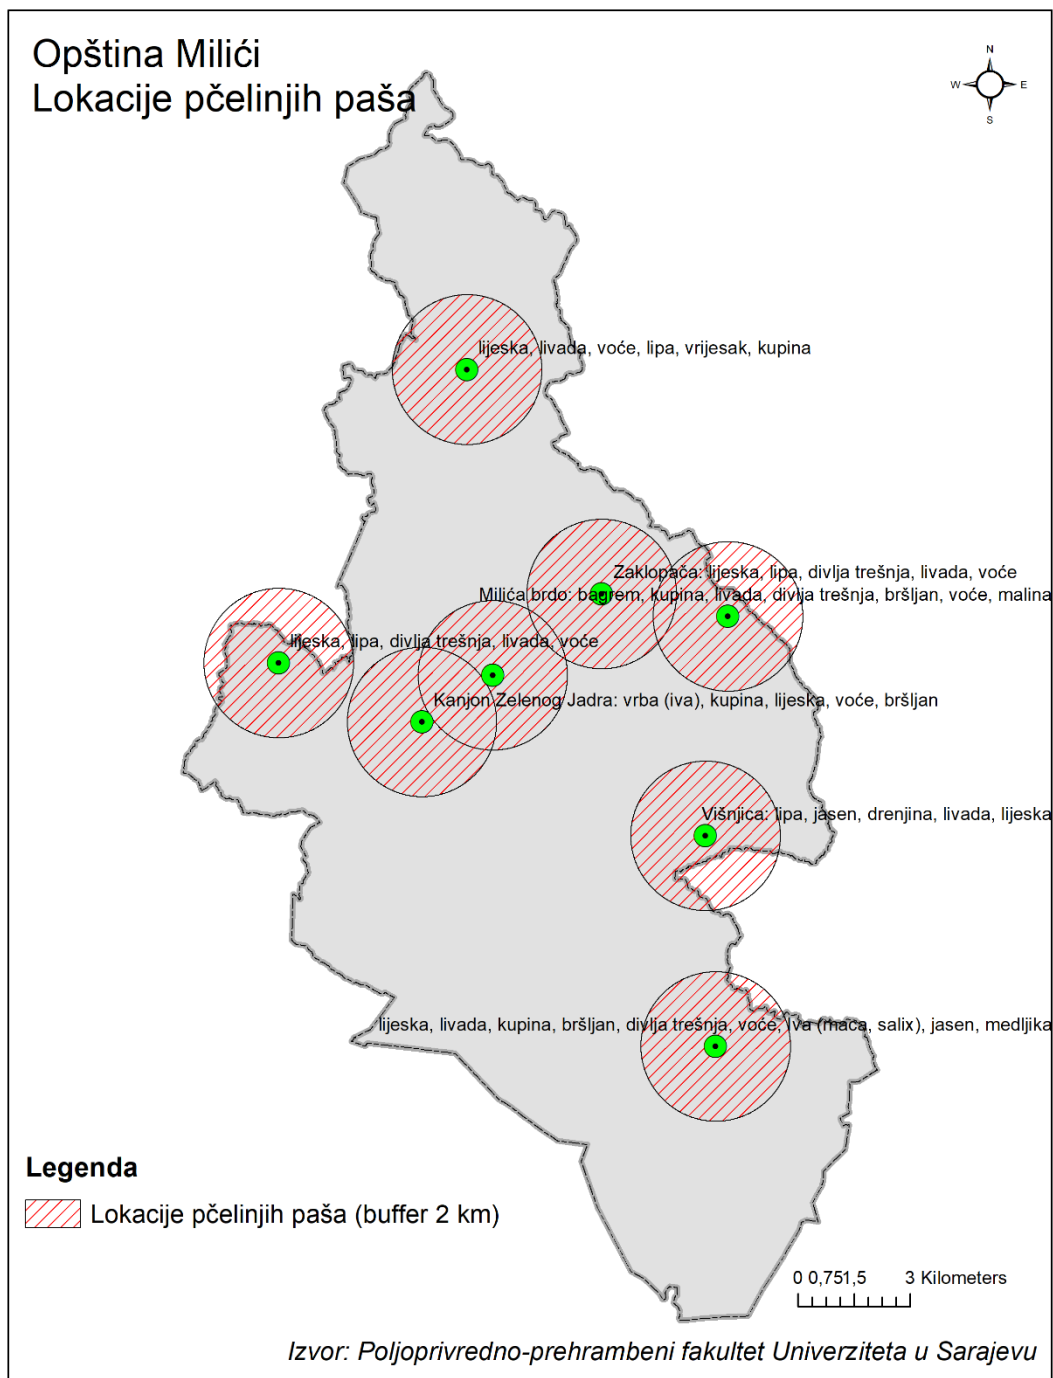 Opština Milići
Lokacije pčelinjih paša
N
W E
S
lijeska, livada, voće, lipa, vrijesak, kupina
Zaklopača: lijeska, lipa, divlja trešnja, livada, voće
Milića brdo: bagrem, kupina, livada, divlja trešnja, bršljan, voće, malina
lijeska, lipa, divlja trešnja, livada, voće
Kanjon Zelenog Jadra: vrba (iva), kupina, lijeska, voće, bršljan
Višnjica: lipa, jasen, drenjina, livada, lijeska
lijeska, livada, kupina, bršljan, divlja trešnja, voće, iva (maca, salix), jasen, medljika
Legenda
Lokacije pčelinjih paša (buffer 2 km)
0 0,751,5 3 Kilometers
Izvor: Poljoprivredno-prehrambeni fakultet Univerziteta u Sarajevu